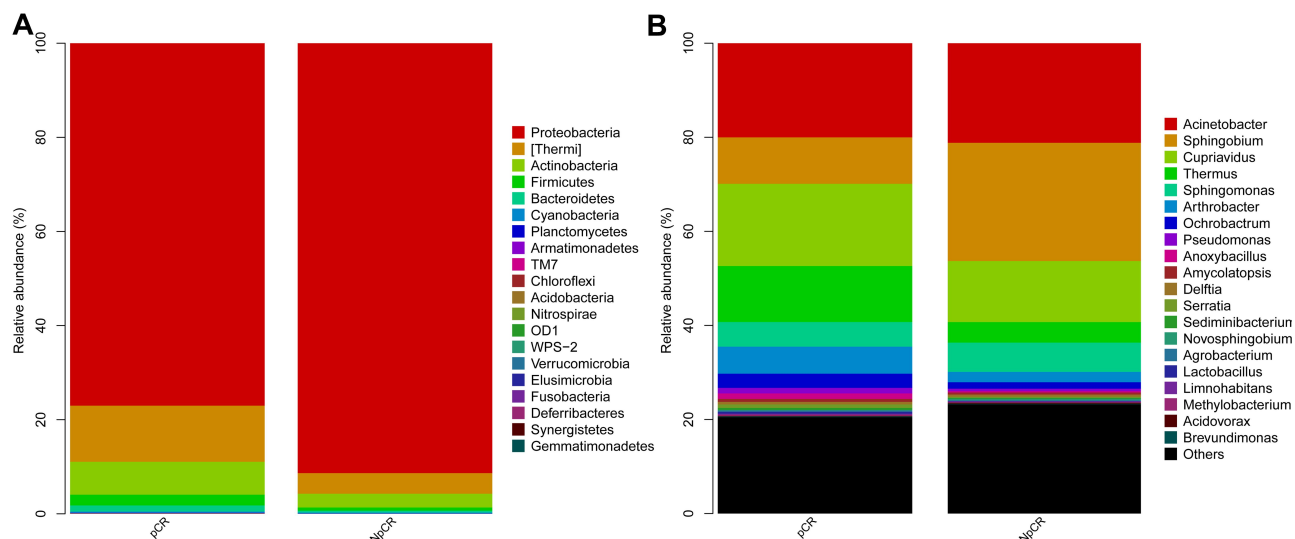 A
Relative abundance (%)
100
80
60
40
20
0
pCR
NpCR
Proteobacteria
[Thermi]
Actinobacteria
Firmicutes
Bacteroidetes
Cyanobacteria
Planctomycetes
Armatimonadetes
TM7
Chloroflexi
Acidobacteria
Nitrospirae
OD1
WPS−2
Verrucomicrobia
Elusimicrobia
Fusobacteria
Deferribacteres
Synergistetes
Gemmatimonadetes
B
Relative abundance (%)
100
80
60
40
20
0
pCR
NpCR
Acinetobacter
Sphingobium
Cupriavidus
Thermus
Sphingomonas
Arthrobacter
Ochrobactrum
Pseudomonas
Anoxybacillus
Amycolatopsis
Delftia
Serratia
Sediminibacterium
Novosphingobium
Agrobacterium
Lactobacillus
Limnohabitans
Methylobacterium
Acidovorax
Brevundimonas
Others